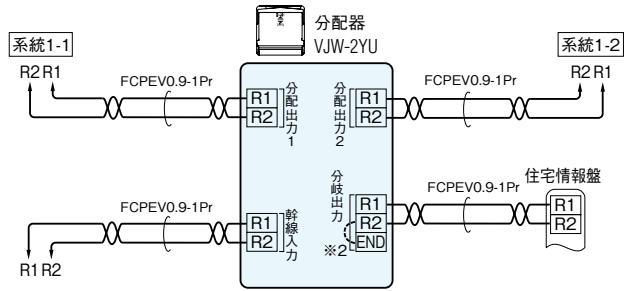 分配器
VJW-2YU
系統1-1
R2 R1
FCPEV0.9-1Pr
R1
R2
分配出力1
分配出力2
R1
R2
FCPEV0.9-1Pr
系統1-2
R2 R1
FCPEV0.9-1Pr
R1 R2
R1
R2
幹線入力
分岐出力
R1
R2
END
※2
FCPEV0.9-1Pr
住宅情報盤
R1
R2